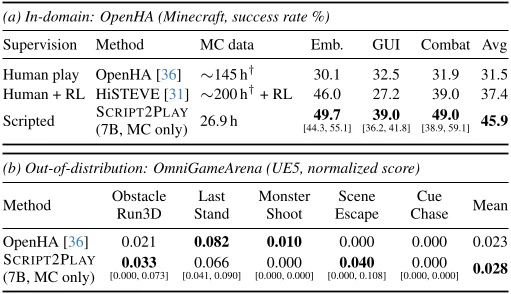 (a) In-domain: OpenHA (Minecraft, success rate %)
Supervision Method MC data Emb. GUI Combat Avg
Human play OpenHA [36] ~145 h† 30.1 32.5 31.9 31.5
Human + RL HiSTEVE [31] ~200 h† + RL 46.0 27.2 39.0 37.4
Scripted SCRIPT2PLAY (7B, MC only) 26.9 h 49.7 39.0 49.0 45.9
[44.3, 55.1] [36.2, 41.8] [38.9, 59.1]
(b) Out-of-distribution: OmniGameArena (UE5, normalized score)
Method Obstacle Run3D Last Stand Monster Shoot Scene Escape Cue Chase Mean
OpenHA [36] 0.021 0.082 0.010 0.000 0.000 0.023
SCRIPT2PLAY (7B, MC only) 0.033 0.066 0.000 0.040 0.000 0.028
[0.000, 0.073] [0.041, 0.090] [0.000, 0.000] [0.000, 0.108] [0.000, 0.000]